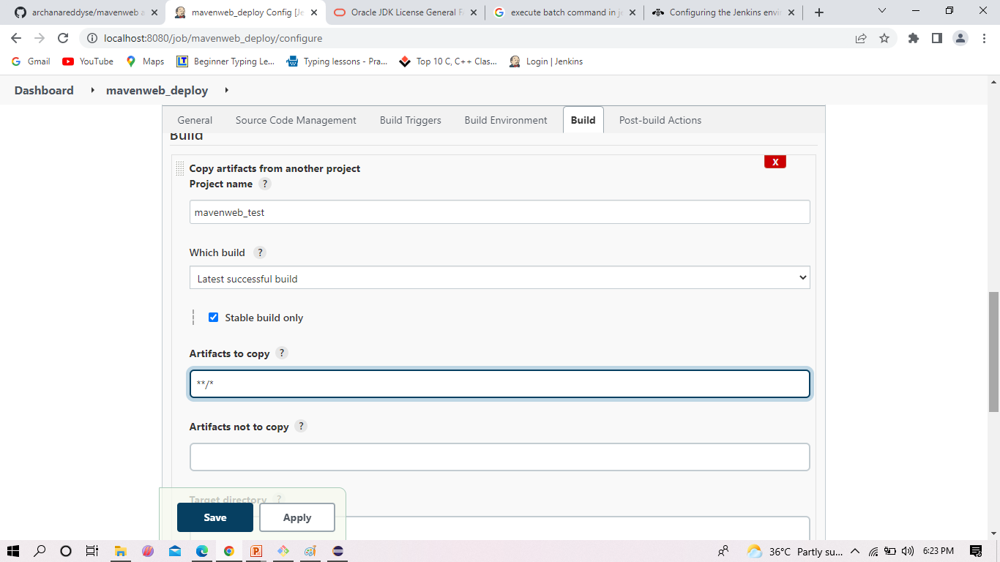 archanareddyse/mavenweb a
mavenweb_deploy Config [Je
Oracle JDK License General F
execute batch command in je
Configuring the Jenkins envir
localhost:8080/job/mavenweb_deploy/configure
Gmail
YouTube
Maps
Beginner Typing Le...
Typing lessons - Pra...
Top 10 C, C++ Clas...
Login | Jenkins
Dashboard
mavenweb_deploy
General
Source Code Management
Build Triggers
Build Environment
Build
Post-build Actions
Build
Copy artifacts from another project
X
Project name ?
mavenweb_test
Which build ?
Latest successful build
Stable build only
Artifacts to copy ?
**/*
Artifacts not to copy ?
Target directory ?
Save
Apply
36°C Partly su...
6:23 PM